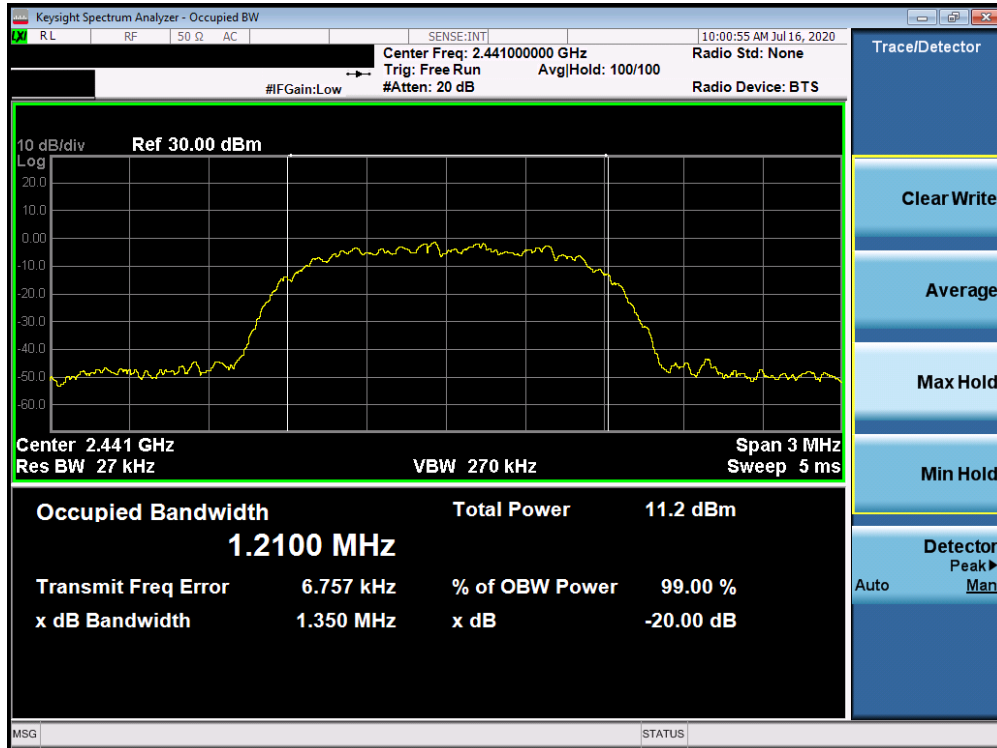 Keysight Spectrum Analyzer - Occupied BW
LXI RL RF 50 Ω AC SENSE:INT 10:00:55 AM Jul 16, 2020
Center Freq: 2.441000000 GHz Radio Std: None
Trig: Free Run Avg|Hold: 100/100
#IFGain:Low #Atten: 20 dB Radio Device: BTS
10 dB/div Ref 30.00 dBm
Log
20.0
10.0
0.00
-10.0
-20.0
-30.0
-40.0
-50.0
-60.0
Center 2.441 GHz Span 3 MHz
Res BW 27 kHz VBW 270 kHz Sweep 5 ms
Occupied Bandwidth Total Power 11.2 dBm
1.2100 MHz
Transmit Freq Error 6.757 kHz % of OBW Power 99.00 %
x dB Bandwidth 1.350 MHz x dB -20.00 dB
MSG STATUS
Trace/Detector
Clear Write
Average
Max Hold
Min Hold
Detector
Peak▶
Auto Man